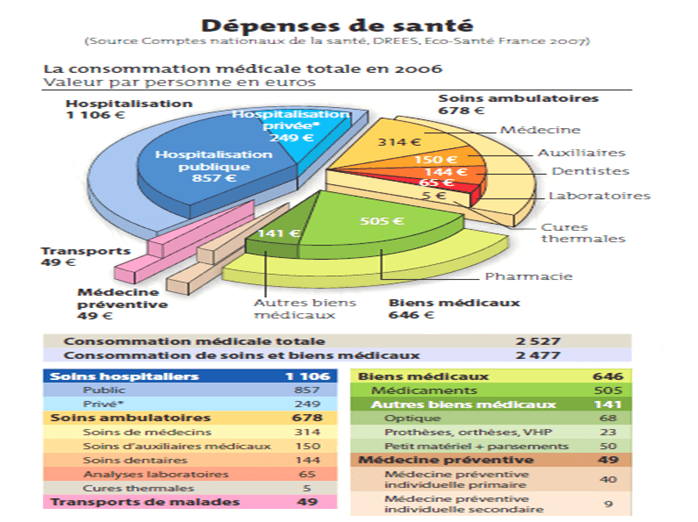 Dépenses de santé
(Source Comptes nationaux de la santé, DREES, Eco-Santé France 2007)
La consommation médicale totale en 2006
Valeur par personne en euros
Hospitalisation
1 106 €
Hospitalisation
privée*
249 €
Hospitalisation
publique
857 €
Soins ambulatoires
678 €
314 €
Médecine
150 €
Auxiliaires
144 €
Dentistes
65 €
Laboratoires
5 €
Cures
thermales
Transports
49 €
Médecine
préventive
49 €
141 €
Autres biens
médicaux
505 €
Pharmacie
Biens médicaux
646 €
Consommation médicale totale 2 527
Consommation de soins et biens médicaux 2 477
Soins hospitaliers 1 106
Public 857
Privé* 249
Soins ambulatoires 678
Soins de médecins 314
Soins d'auxiliaires médicaux 150
Soins dentaires 144
Analyses laboratoires 65
Cures thermales 5
Transports de malades 49
Biens médicaux 646
Médicaments 505
Autres biens médicaux 141
Optique 68
Prothèses, orthèses, VHP 23
Petit matériel + pansements 50
Médecine préventive 49
Médecine préventive
individuelle primaire 40
Médecine préventive
individuelle secondaire 9